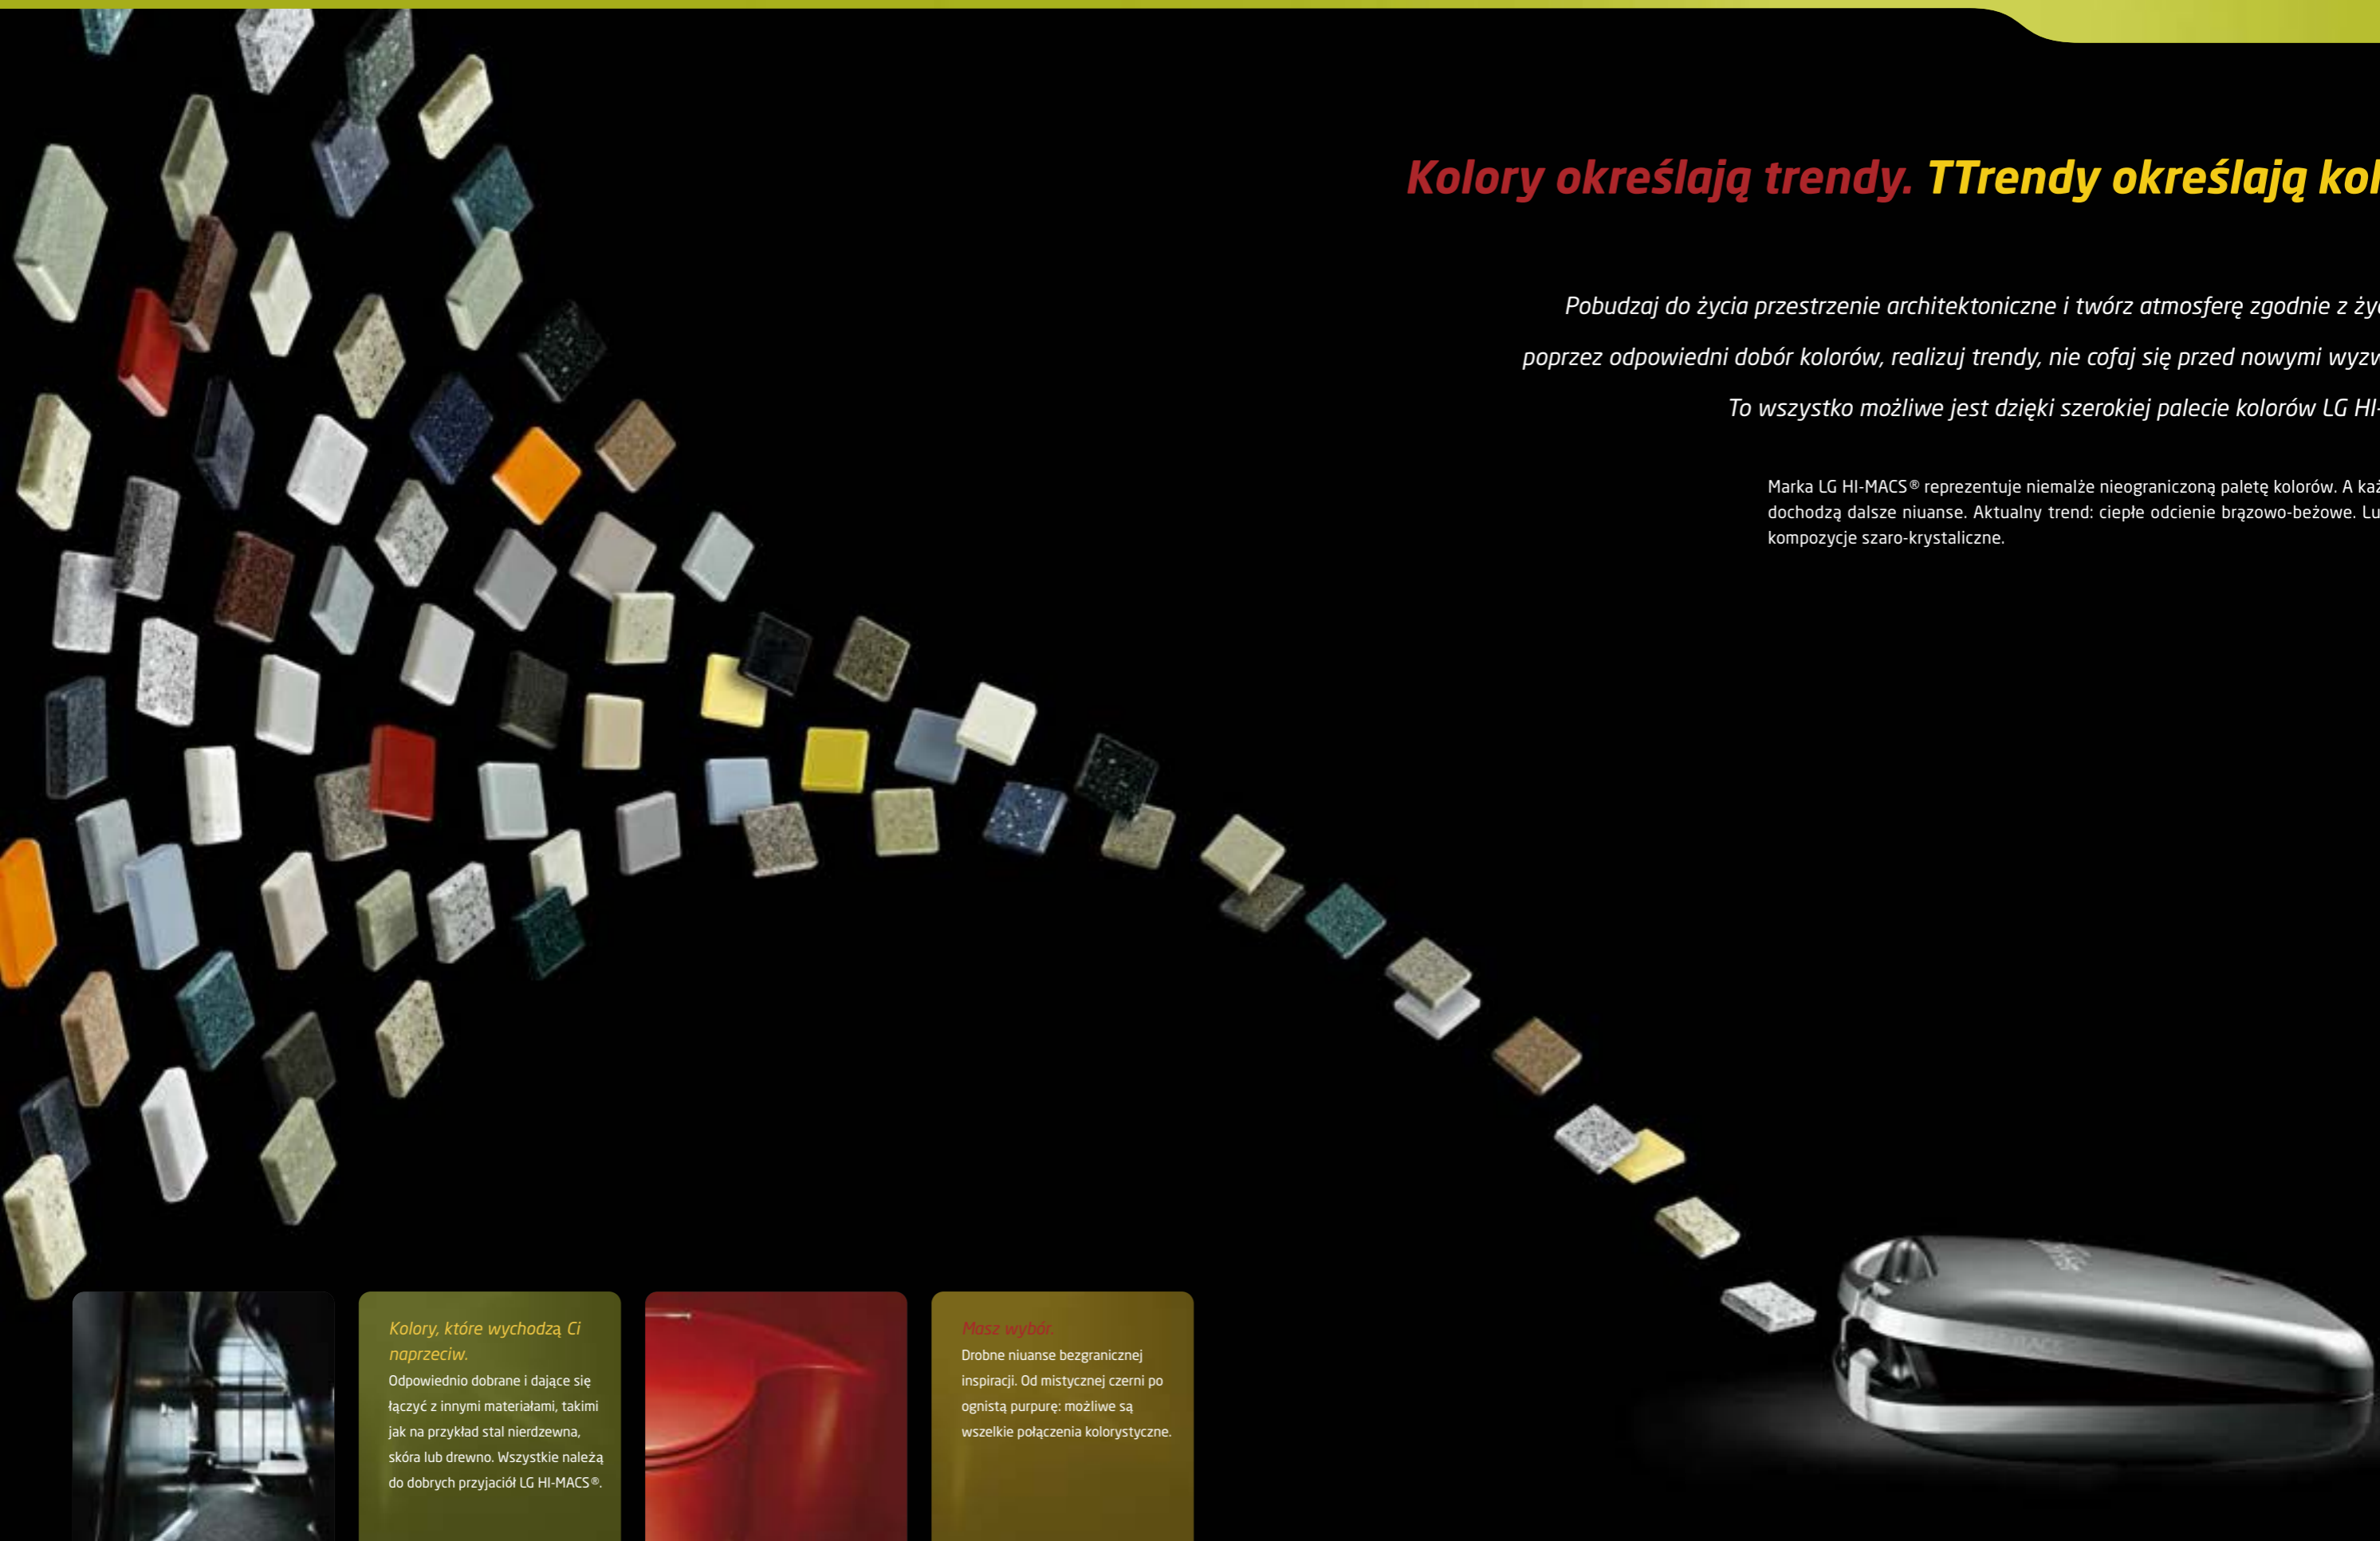 Kolory określają trendy. TTrendy określają kol
Pobudzaj do życia przestrzenie architektoniczne i twórz atmosferę zgodnie z życ
poprzez odpowiedni dobór kolorów, realizuj trendy, nie cofaj się przed nowymi wyzw
To wszystko możliwe jest dzięki szerokiej palecie kolorów LG HI-
Marka LG HI-MACS® reprezentuje niemalże nieograniczoną paletę kolorów. A każ
dochodzą dalsze niuanse. Aktualny trend: ciepłe odcienie brązowo-beżowe. Lu
kompozycje szaro-krystaliczne.
Kolory, które wychodzą Ci
naprzeciw.
Odpowiednio dobrane i dające się
łączyć z innymi materiałami, takimi
jak na przykład stal nierdzewna,
skóra lub drewno. Wszystkie należą
do dobrych przyjaciół LG HI-MACS®.
Masz wybór.
Drobne niuanse bezgranicznej
inspiracji. Od mistycznej czerni po
ognistą purpurę: możliwe są
wszelkie połączenia kolorystyczne.